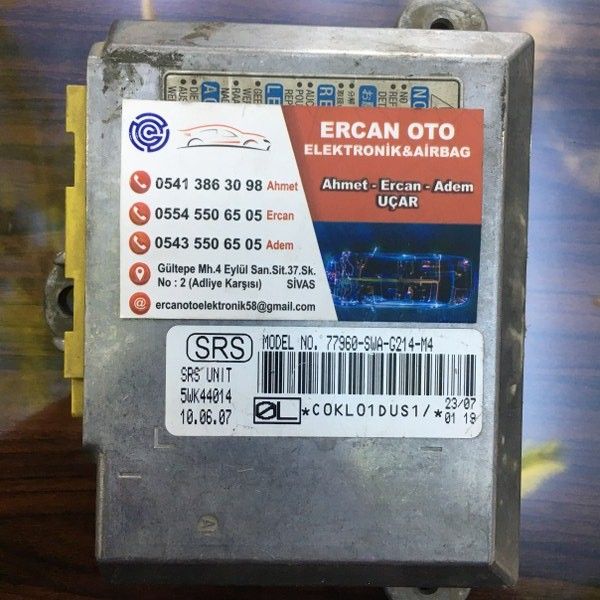 ERCAN OTO
ELEKTRONİK&AİRBAG
Ahmet - Ercan - Adem
UÇAR
0541 386 30 98 Ahmet
0554 550 65 05 Ercan
0543 550 65 05 Adem
Gültepe Mh.4 Eylül San.Sit.37.Sk.
No : 2 (Adliye Karşısı) SİVAS
ercanotoelektronik58@gmail.com
SRS
MODEL NO. 77960-SWA-G214-M4
SRS UNIT
5WK44014
10.06.07
ØL
*C0KL01DUS1/*
23/07
01 19